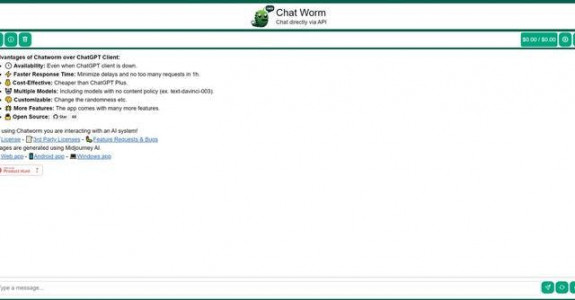 Chat Worm
Chat directly via API
$0.00 / $0.00
dvantages of Chatworm over ChatGPT Client:
Availability: Even when ChatGPT client is down.
Faster Response Time: Minimize delays and no too many requests in 1h.
Cost-Effective: Cheaper than ChatGPT Plus.
Multiple Models: Including models with no content policy (ex. text-davinci-003)
Customizable: Change the randomness etc.
More Features: The app comes with many more features.
Open Source: Star
using Chatworm you are interacting with an AI system!
License - 3rd Party Licenses - Feature Requests & Bugs
ages are generated using Midjourney AI.
Web app - Android app - Windows app
Product Hunt
Type a message...